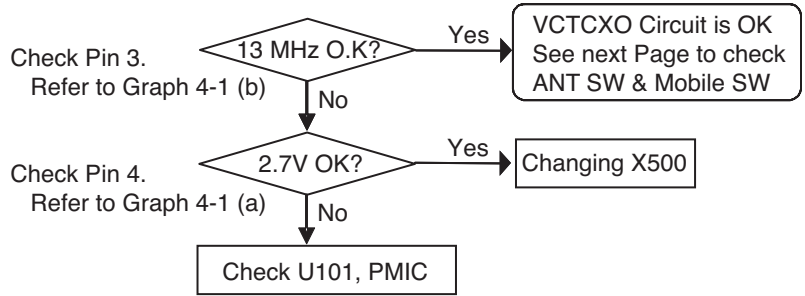 Check Pin 3.
Refer to Graph 4-1 (b)
13 MHz O.K?
Yes
VCTCXO Circuit is OK
See next Page to check
ANT SW & Mobile SW
No
Check Pin 4.
Refer to Graph 4-1 (a)
2.7V OK?
Yes
Changing X500
No
Check U101, PMIC